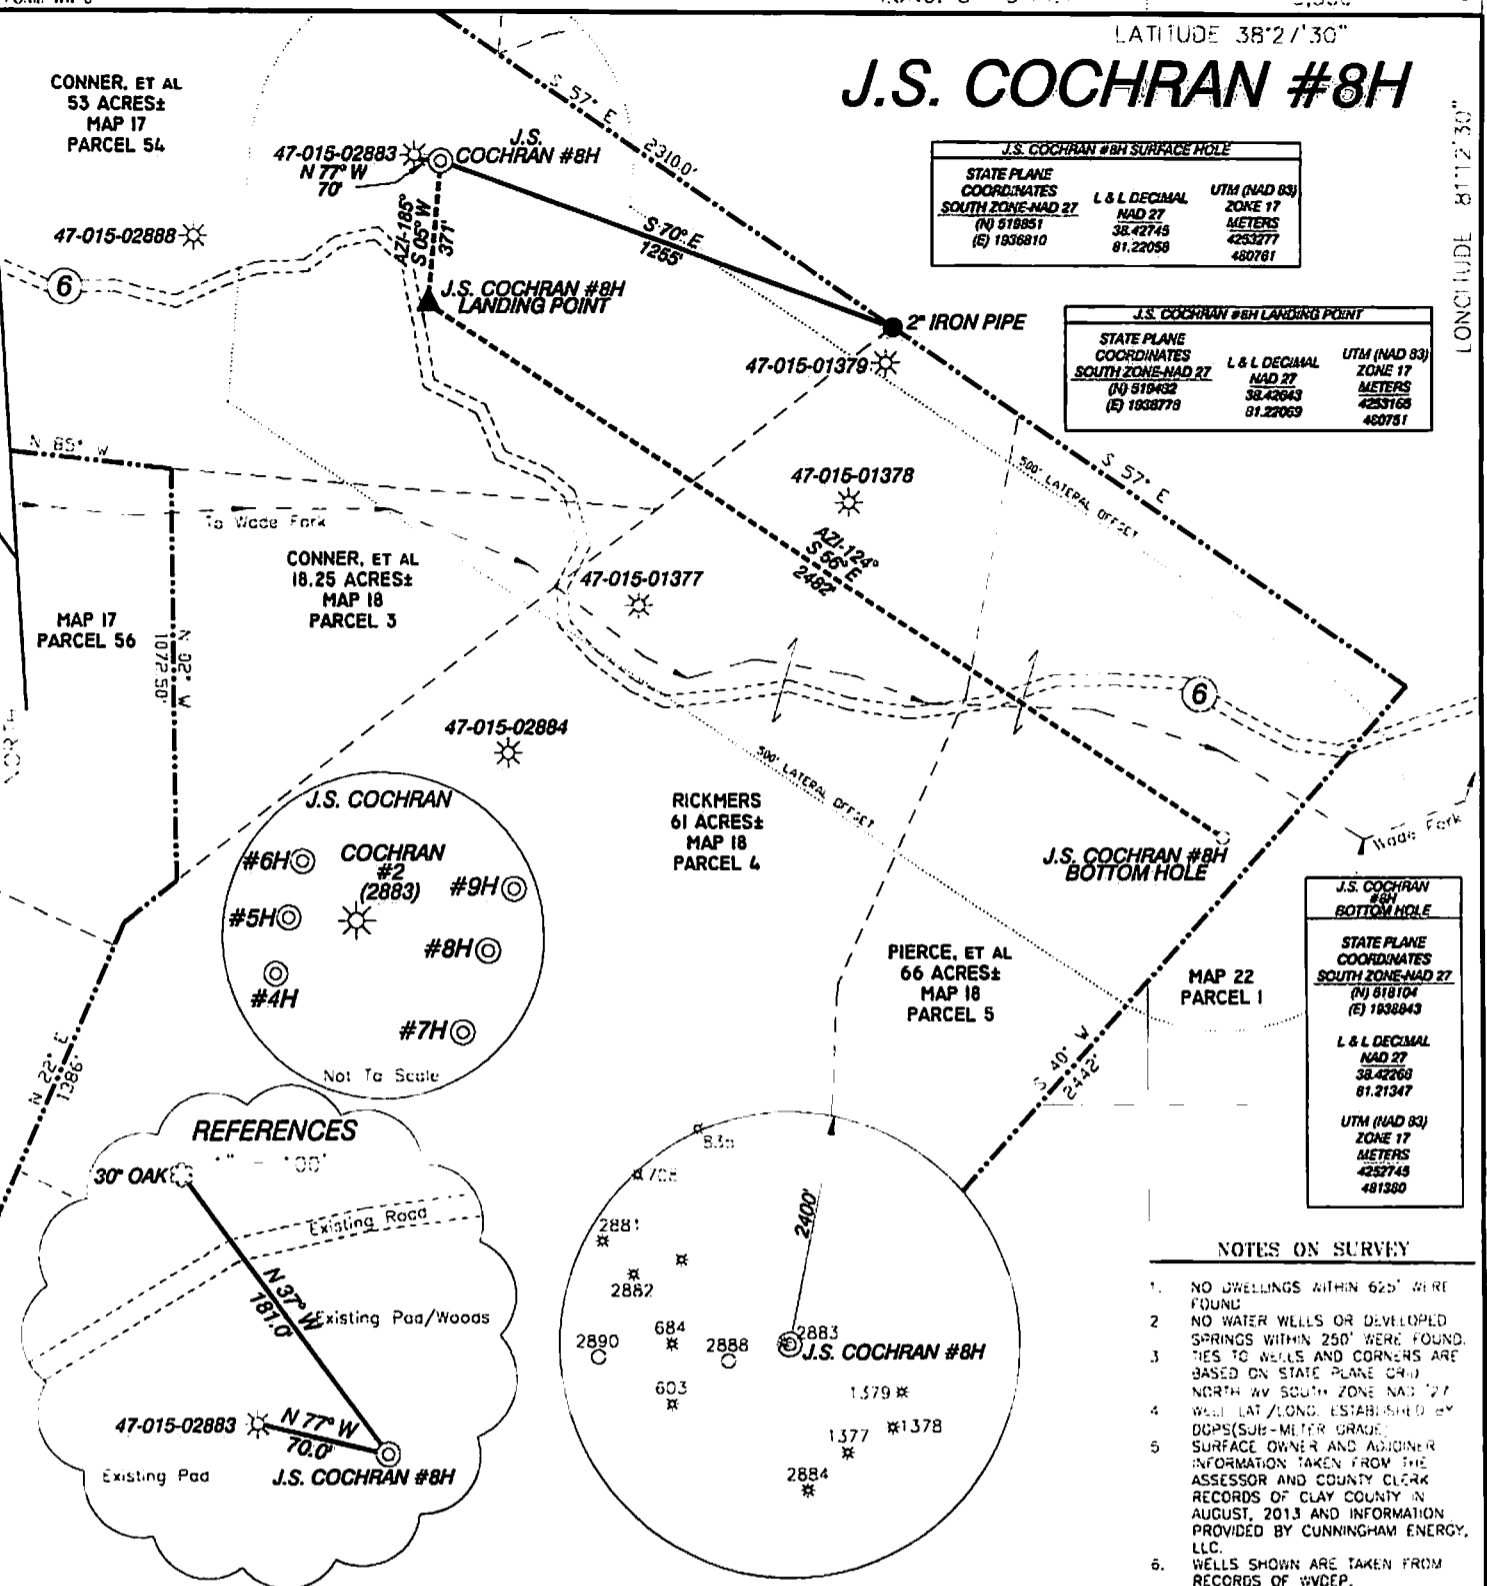 LATITUDE 38°27'30"
J.S. COCHRAN #8H
81°12'30"
CONNER, ET AL
53 ACRES±
MAP 17
PARCEL 54
47-015-02883
N 77° W
70'
J.S.
COCHRAN #8H
S 57° E
2310.0'
47-015-02888
6
AZI-185°
S 05° W
371'
S 70° E
1255'
J.S. COCHRAN #8H
LANDING POINT
2" IRON PIPE
47-015-01379
J.S. COCHRAN #8H SURFACE HOLE
STATE PLANE
COORDINATES
SOUTH ZONE-NAD 27
(N) 519851
(E) 1936810
L & L DECIMAL
NAD 27
38.42745
81.22058
UTM (NAD 83)
ZONE 17
METERS
4253277
480761
J.S. COCHRAN #8H LANDING POINT
STATE PLANE
COORDINATES
SOUTH ZONE-NAD 27
L & L DECIMAL
NAD 27
38.42643
81.22069
UTM (NAD 83)
ZONE 17
METERS
480751
N 85° W
To Wade Fork
CONNER, ET AL
18.25 ACRES±
MAP 18
PARCEL 3
MAP 17
PARCEL 56
N 02° W
1072.50'
NORTH
47-015-01378
47-015-01377
AZI-124°
S 56° E
2482'
500' LATERAL OFFSET
S 57° E
6
47-015-02884
500' LATERAL OFFSET
RICKMERS
61 ACRES±
MAP 18
PARCEL 4
J.S. COCHRAN #8H
BOTTOM HOLE
Wade Fork
J.S. COCHRAN
#6H
COCHRAN
#2
(2883)
#9H
#5H
#8H
#4H
#7H
Not To Scale
PIERCE, ET AL
66 ACRES±
MAP 18
PARCEL 5
MAP 22
PARCEL 1
S 40° W
2442'
N 22° E
1386'
J.S. COCHRAN
#8H
BOTTOM HOLE
STATE PLANE
COORDINATES
SOUTH ZONE-NAD 27
(N) 518104
(E) 1938843
L & L DECIMAL
NAD 27
38.42268
81.21347
UTM (NAD 83)
ZONE 17
METERS
4252745
481380
REFERENCES
30" OAK
Existing Road
N 37° W
181.0'
Existing Pad/Woods
47-015-02883
N 77° W
70.0'
Existing Pad
J.S. COCHRAN #8H
708
2881
2882
2400'
2890
684
2888
2883
J.S. COCHRAN #8H
603
1379
1378
1377
2884
NOTES ON SURVEY
1. NO DWELLINGS WITHIN 625' WERE
FOUND
2 NO WATER WELLS OR DEVELOPED
SPRINGS WITHIN 250' WERE FOUND.
3 TIES TO WELLS AND CORNERS ARE
BASED ON STATE PLANE GRID
NORTH WV SOUTH ZONE NAD '27
4 WELL LAT./LONG. ESTABLISHED BY
DGPS(SUB-METER GRADE)
5 SURFACE OWNER AND ADJOINER
INFORMATION TAKEN FROM THE
ASSESSOR AND COUNTY CLERK
RECORDS OF CLAY COUNTY IN
AUGUST, 2013 AND INFORMATION
PROVIDED BY CUNNINGHAM ENERGY,
LLC.
6. WELLS SHOWN ARE TAKEN FROM
RECORDS OF WVDEP.